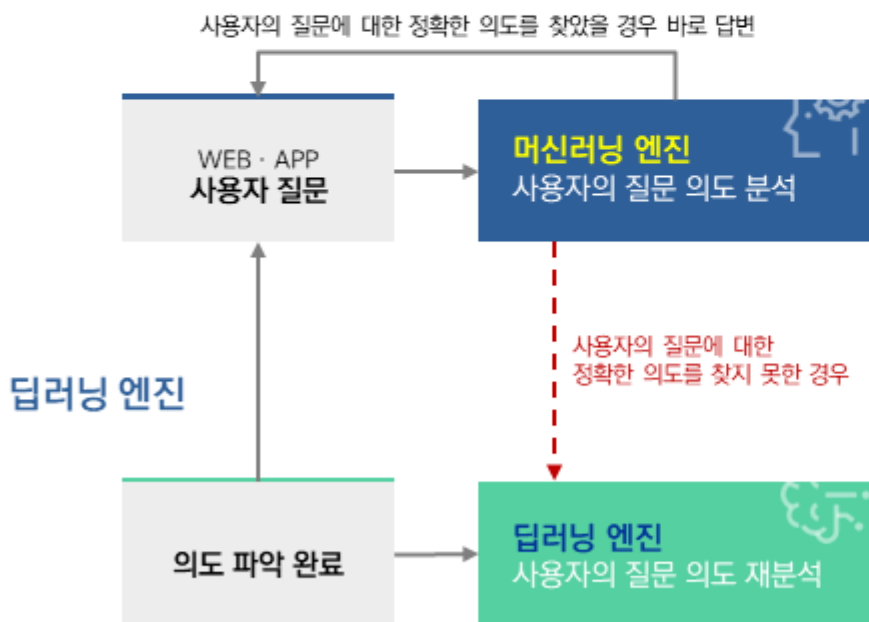 사용자의 질문에 대한 정확한 의도를 찾았을 경우 바로 답변
WEB · APP
사용자 질문
머신러닝 엔진
사용자의 질문 의도 분석
사용자의 질문에 대한
정확한 의도를 찾지 못한 경우
딥러닝 엔진
의도 파악 완료
딥러닝 엔진
사용자의 질문 의도 재분석